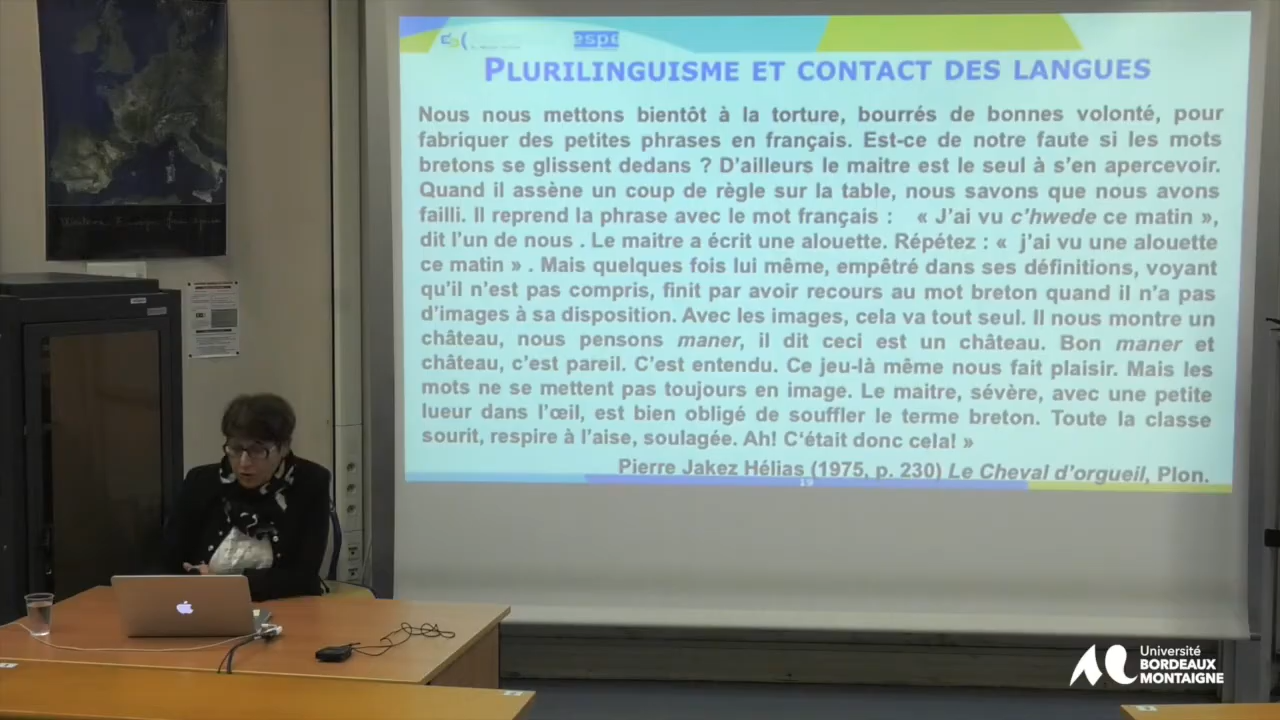 espe
PLURILINGUISME ET CONTACT DES LANGUES
Nous nous mettons bientôt à la torture, bourrés de bonnes volonté, pour
fabriquer des petites phrases en français. Est-ce de notre faute si les mots
bretons se glissent dedans ? D'ailleurs le maitre est le seul à s'en apercevoir.
Quand il assène un coup de règle sur la table, nous savons que nous avons
failli. Il reprend la phrase avec le mot français : « J'ai vu c'hwede ce matin »,
dit l'un de nous . Le maitre a écrit une alouette. Répétez : « j'ai vu une alouette
ce matin » . Mais quelques fois lui même, empêtré dans ses définitions, voyant
qu'il n'est pas compris, finit par avoir recours au mot breton quand il n'a pas
d'images à sa disposition. Avec les images, cela va tout seul. Il nous montre un
château, nous pensons maner, il dit ceci est un château. Bon maner et
château, c'est pareil. C'est entendu. Ce jeu-là même nous fait plaisir. Mais les
mots ne se mettent pas toujours en image. Le maitre, sévère, avec une petite
lueur dans l'œil, est bien obligé de souffler le terme breton. Toute la classe
sourit, respire à l'aise, soulagée. Ah! C'était donc cela! »
Pierre Jakez Hélias (1975, p. 230) Le Cheval d'orgueil, Plon.
19
Université
BORDEAUX
MONTAIGNE